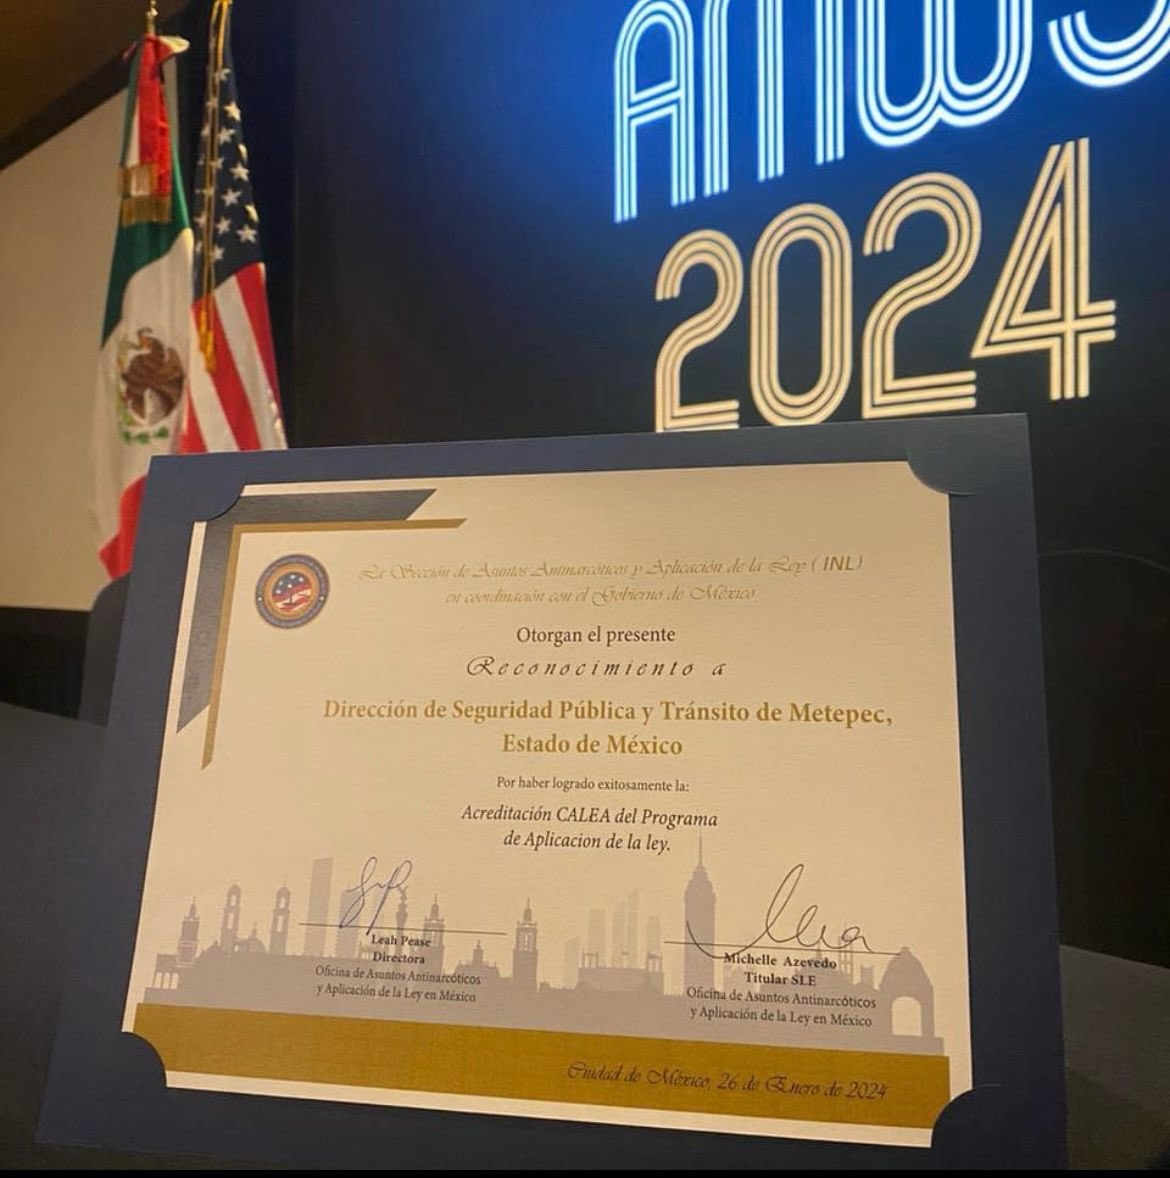 2024
La Sección de Asuntos Antinarcóticos y Aplicación de la Ley ( INL)
en coordinación con el Gobierno de México
Otorgan el presente
Reconocimiento a
Dirección de Seguridad Pública y Tránsito de Metepec,
Estado de México
Por haber logrado exitosamente la:
Acreditación CALEA del Programa
de Aplicacion de la ley.
Leah Pease
Directora
Oficina de Asuntos Antinarcóticos
y Aplicación de la Ley en México
Michelle Azevedo
Titular SLE
Oficina de Asuntos Antinarcóticos
y Aplicación de la Ley en México
Ciudad de México, 26 de Enero de 2024